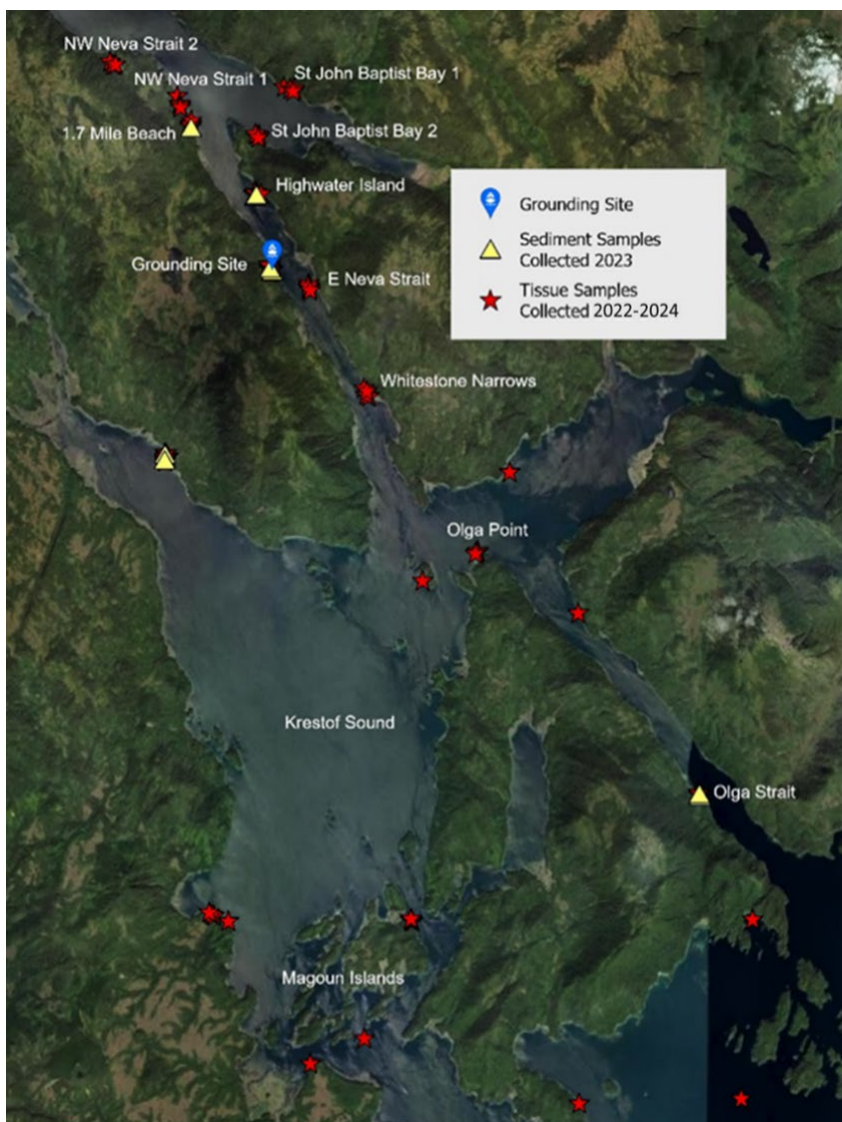 NW Neva Strait 2
NW Neva Strait 1
St John Baptist Bay 1
1.7 Mile Beach
St John Baptist Bay 2
Highwater Island
Grounding Site
E Neva Strait
Whitestone Narrows
Olga Point
Krestof Sound
Olga Strait
Magoun Islands
Grounding Site
Sediment Samples
Collected 2023
Tissue Samples
Collected 2022-2024